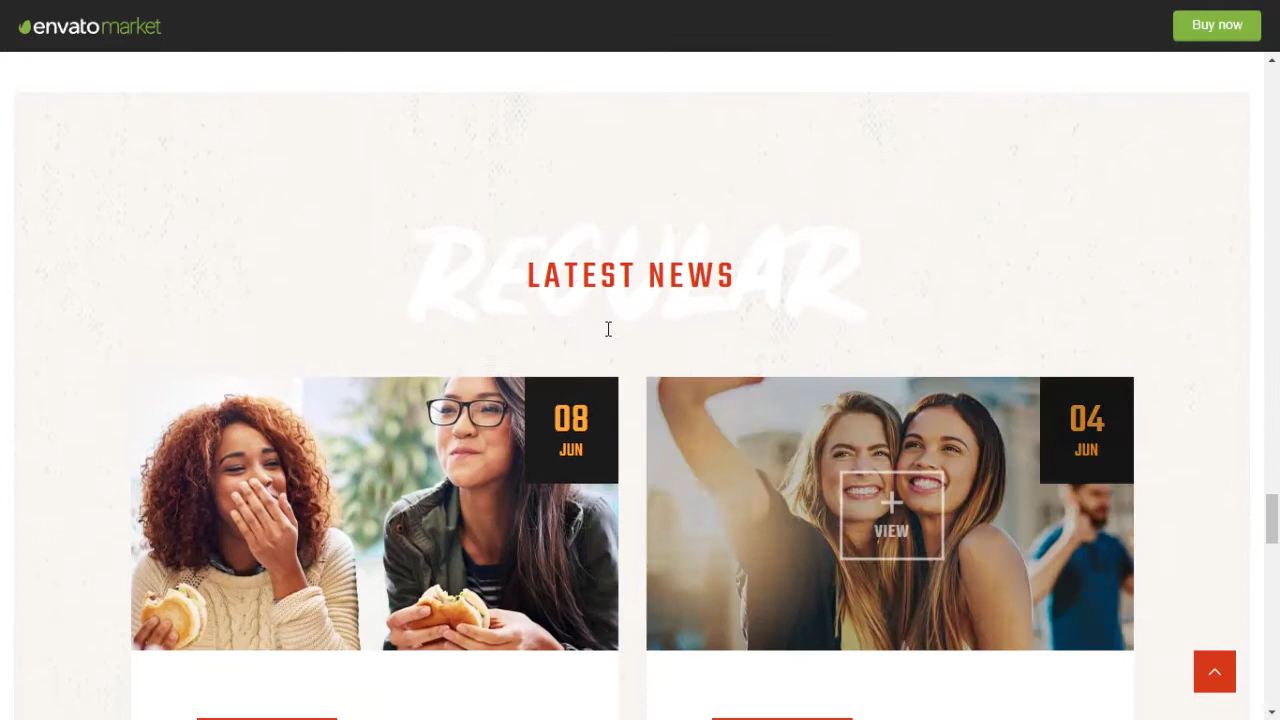 envatomarket
Buy now
REGULAR
LATEST NEWS
08
JUN
04
JUN
+
VIEW